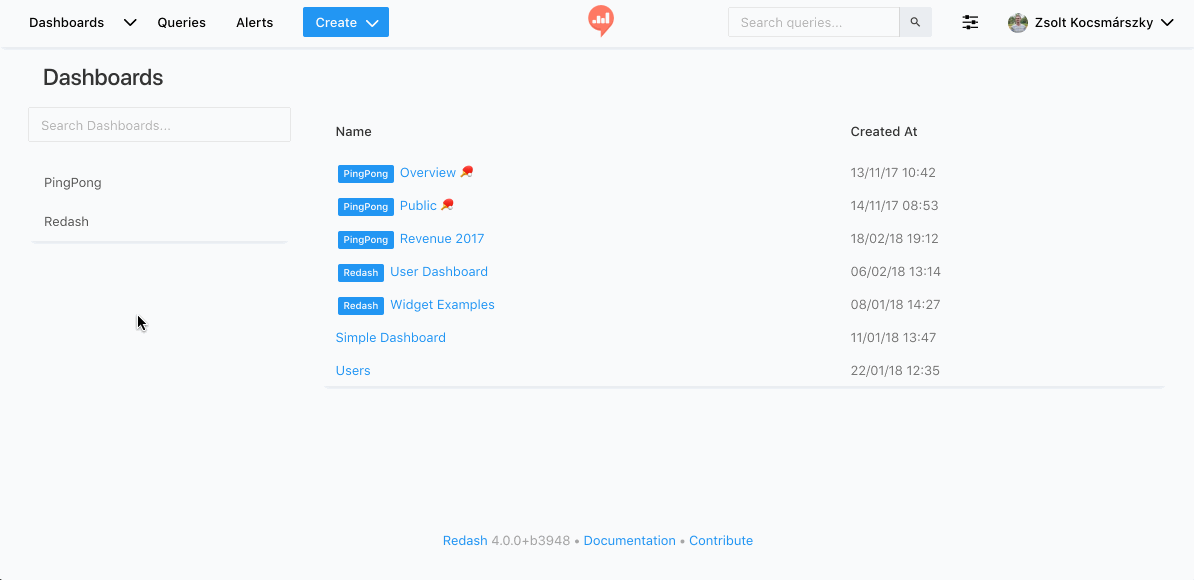 Dashboards Queries Alerts Create Search queries... Zsolt Kocsmárszky
Dashboards
Search Dashboards...
PingPong
Redash
Name Created At
PingPong Overview 🏓 13/11/17 10:42
PingPong Public 🏓 14/11/17 08:53
PingPong Revenue 2017 18/02/18 19:12
Redash User Dashboard 06/02/18 13:14
Redash Widget Examples 08/01/18 14:27
Simple Dashboard 11/01/18 13:47
Users 22/01/18 12:35
Redash 4.0.0+b3948 • Documentation • Contribute